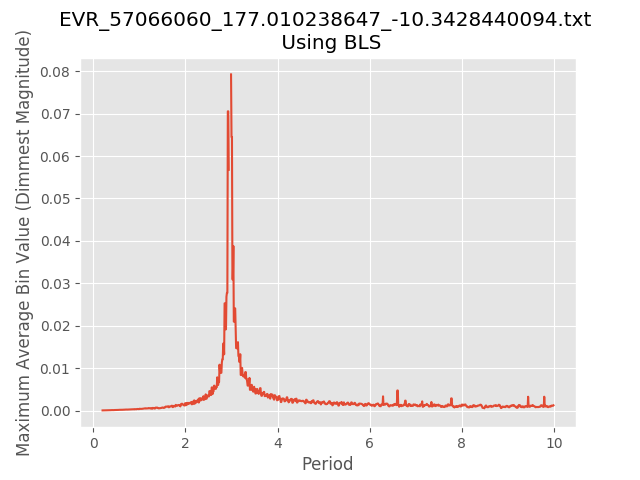 EVR_57066060_177.010238647_-10.3428440094.txt
Using BLS
Maximum Average Bin Value (Dimmest Magnitude)
0.08
0.07
0.06
0.05
0.04
0.03
0.02
0.01
0.00
0 2 4 6 8 10
Period